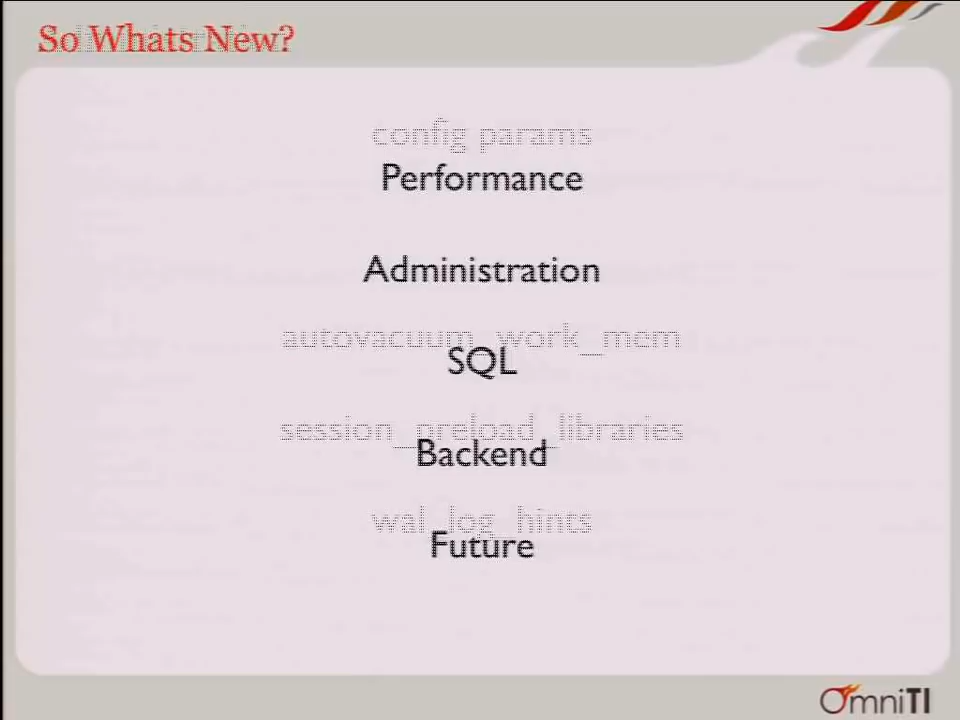 So Whats New?
config params
Performance
Administration
autovacuum_work_mem
SQL
session_preload_libraries
Backend
wal_log_hints
Future
OmniTI